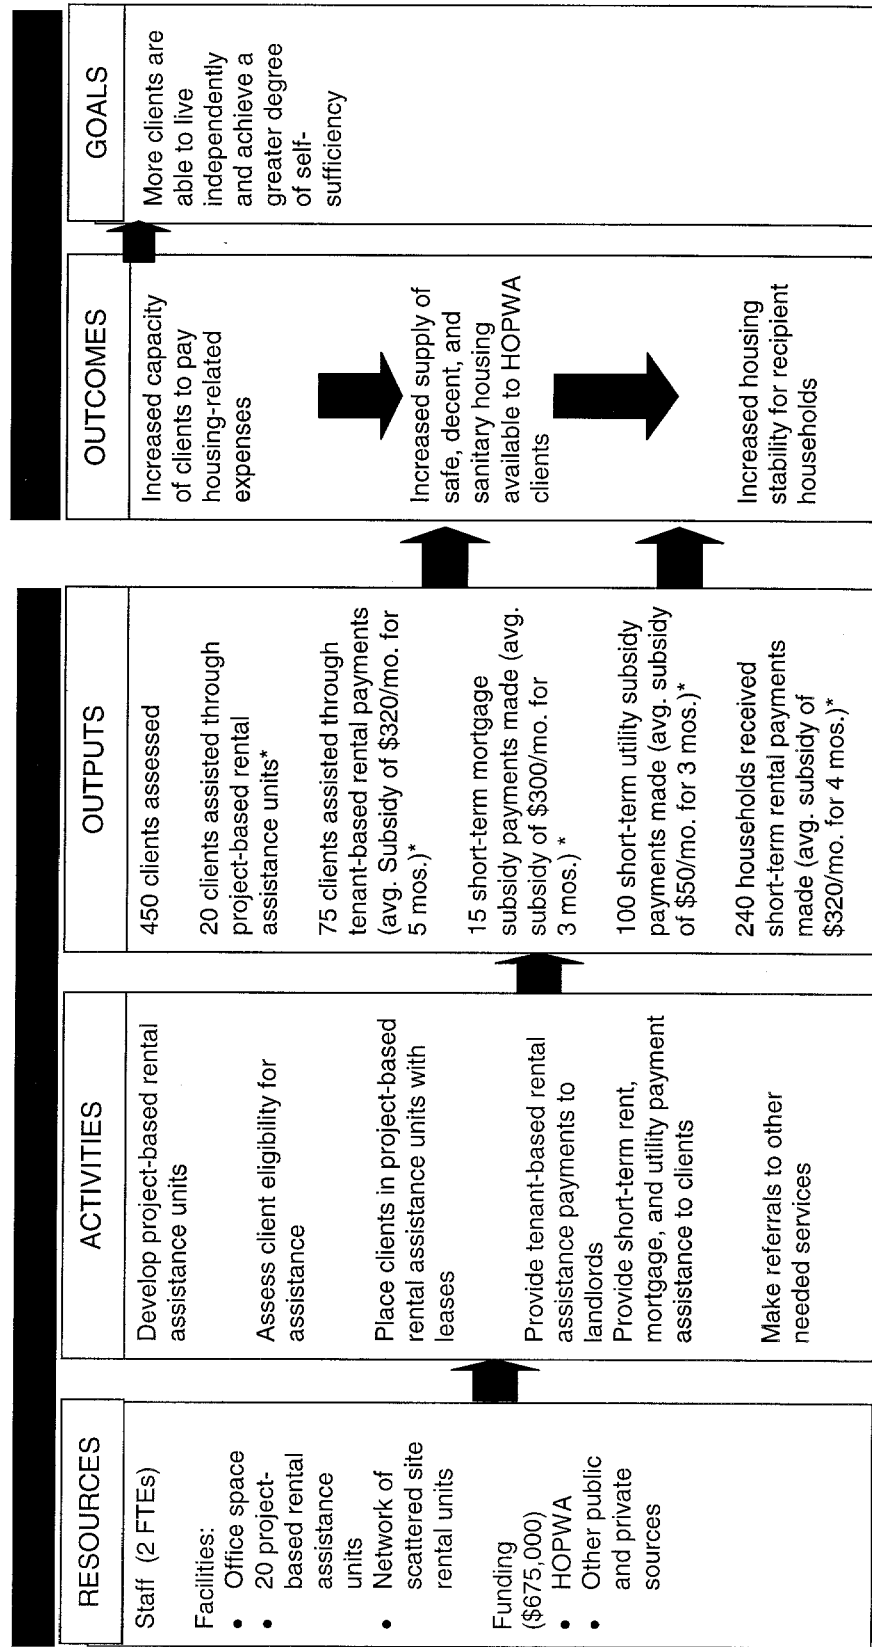 RESOURCES
Staff (2 FTEs)
Facilities:
• Office space
• 20 project-
based rental
assistance
units
• Network of
scattered site
rental units
Funding
($675,000)
• HOPWA
• Other public
and private
sources
ACTIVITIES
Develop project-based rental
assistance units
Assess client eligibility for
assistance
Place clients in project-based
rental assistance units with
leases
Provide tenant-based rental
assistance payments to
landlords
Provide short-term rent,
mortgage, and utility payment
assistance to clients
Make referrals to other
needed services
OUTPUTS
450 clients assessed
20 clients assisted through
project-based rental
assistance units*
75 clients assisted through
tenant-based rental payments
(avg. Subsidy of $320/mo. for
5 mos.)*
15 short-term mortgage
subsidy payments made (avg.
subsidy of $300/mo. for
3 mos.) *
100 short-term utility subsidy
payments made (avg. subsidy
of $50/mo. for 3 mos.)*
240 households received
short-term rental payments
made (avg. subsidy of
$320/mo. for 4 mos.)*
OUTCOMES
Increased capacity
of clients to pay
housing-related
expenses
Increased supply of
safe, decent, and
sanitary housing
available to HOPWA
clients
Increased housing
stability for recipient
households
GOALS
More clients are
able to live
independently
and achieve a
greater degree
of self-
sufficiency